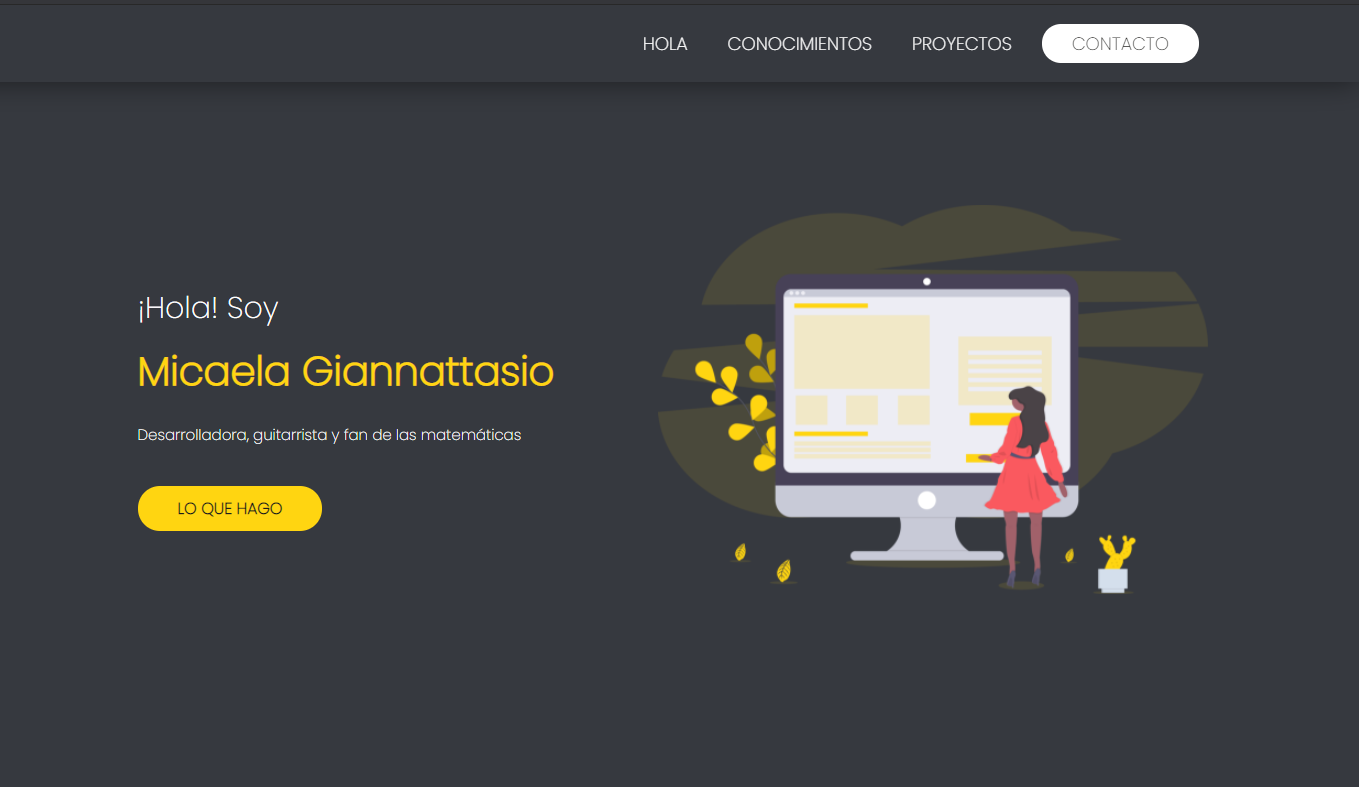 HOLA CONOCIMIENTOS PROYECTOS CONTACTO
¡Hola! Soy
Micaela Giannattasio
Desarrolladora, guitarrista y fan de las matemáticas
LO QUE HAGO